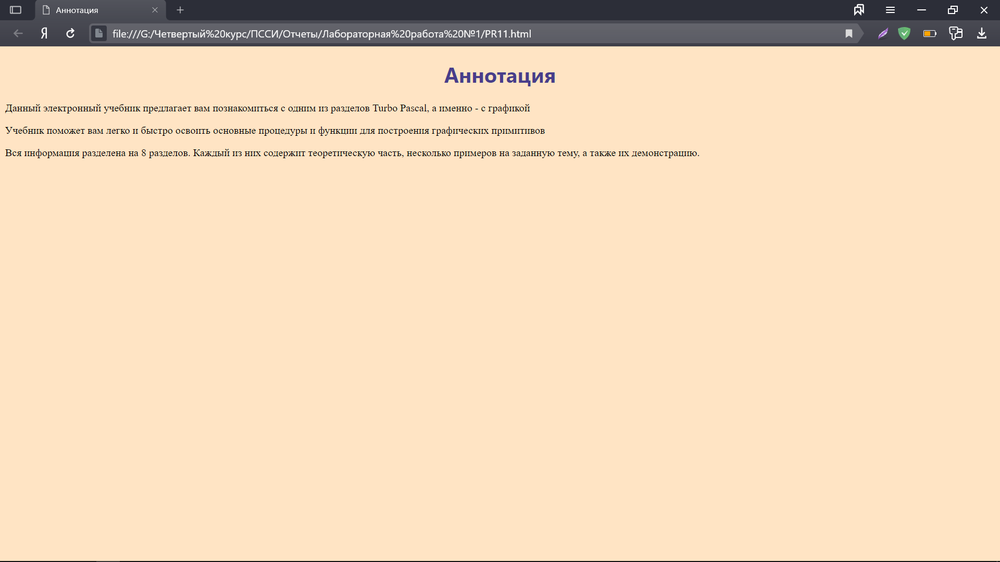 Аннотация
file:///G:/Четвертый%20курс/ПССИ/Отчеты/Лабораторная%20работа%20№1/PR11.html
Аннотация
Данный электронный учебник предлагает вам познакомиться с одним из разделов Turbo Pascal, а именно - с графикой
Учебник поможет вам легко и быстро освоить основные процедуры и функции для построения графических примитивов
Вся информация разделена на 8 разделов. Каждый из них содержит теоретическую часть, несколько примеров на заданную тему, а также их демонстрацию.